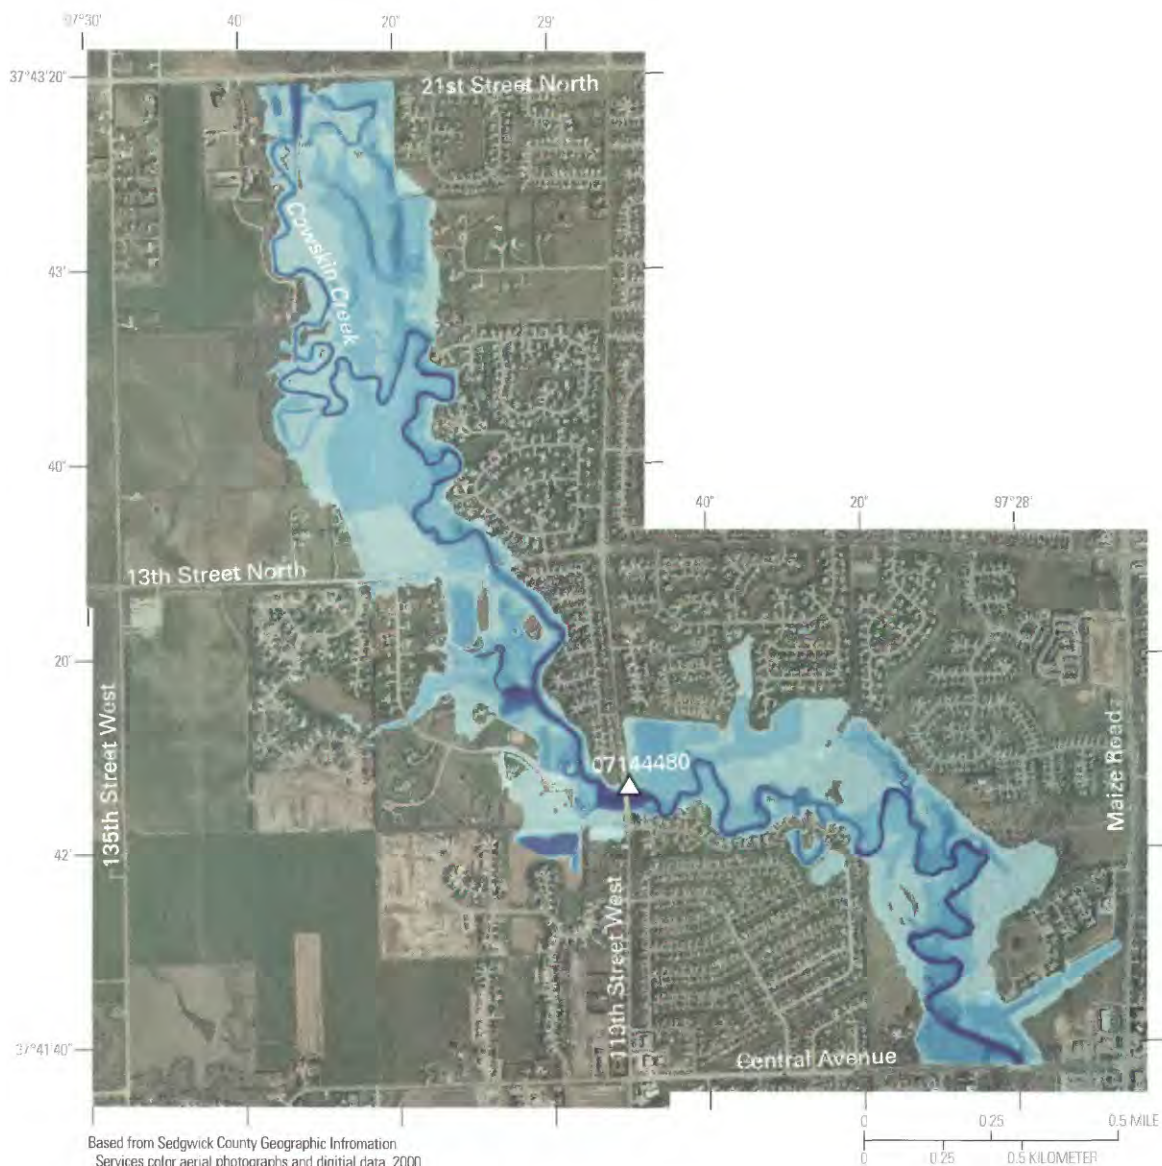 97°30'
40"
20"
29'
37°43'20"
21st Street North
Cowskin Creek
43'
40"
40"
20"
97°28'
13th Street North
20"
135th Street West
07144480
Maize Road
42'
119th Street West
37°41'40"
Central Avenue
0 0.25 0.5 MILE
0 0.25 0.5 KILOMETER
Based from Sedgwick County Geographic Infromation
Services color aerial photographs and digitial data, 2000